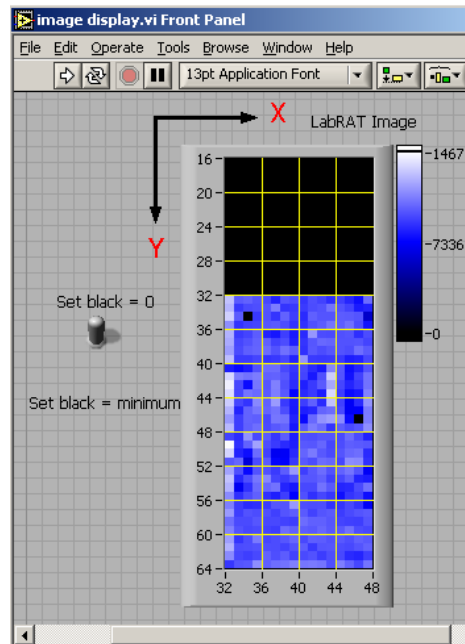 image display.vi Front Panel
File Edit Operate Tools Browse Window Help
13pt Application Font
X
LabRAT Image
Y
Set black = 0
Set black = minimum
16
20
24
28
32
36
40
44
48
52
56
60
64
32 36 40 44 48
-1467
-7336
-0